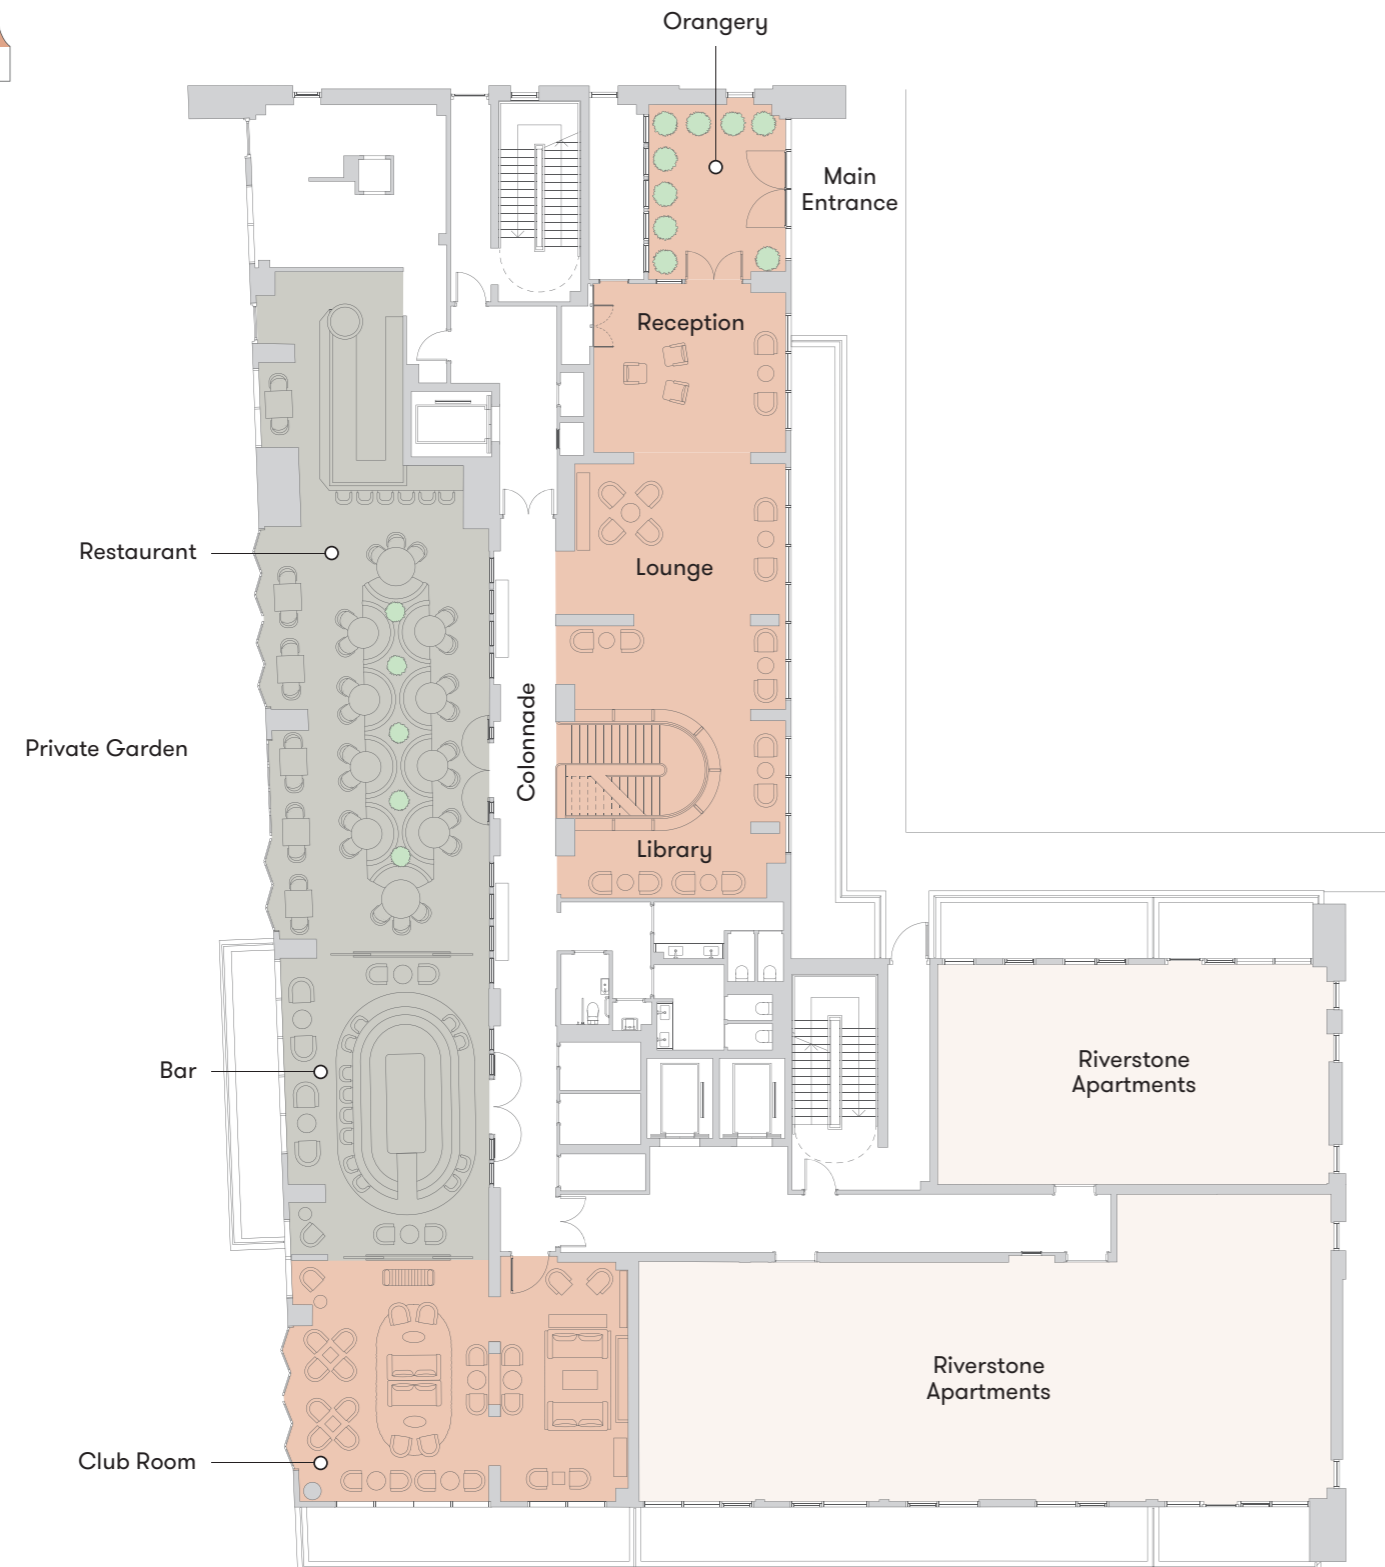 Orangery
Main
Entrance
Reception
Restaurant
Lounge
Colonnade
Private Garden
Library
Bar
Riverstone
Apartments
Riverstone
Apartments
Club Room